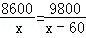 8600/x = 9800/(x − 60)